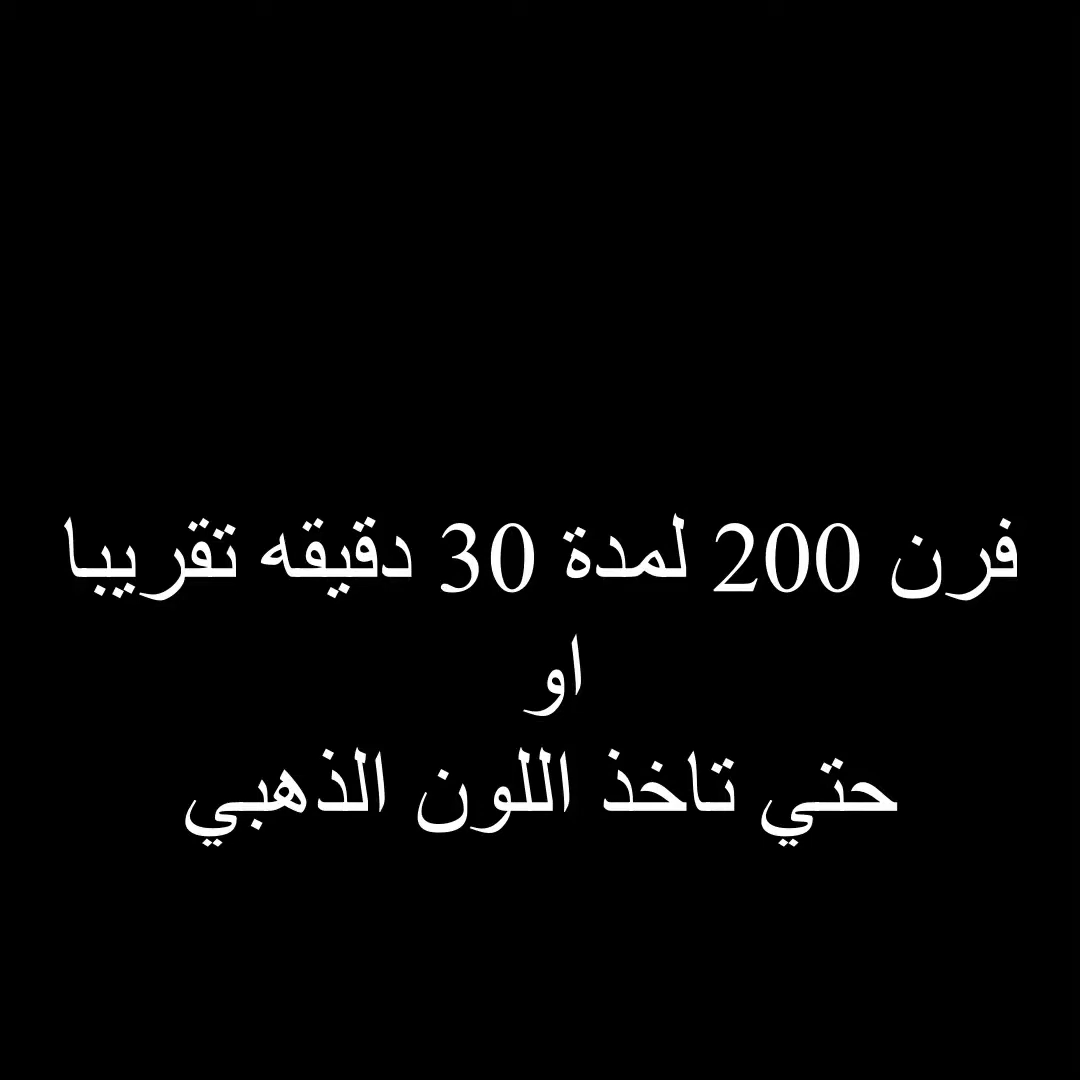 فرن 200 لمدة 30 دقيقه تقريبا
او
حتي تاخذ اللون الذهبي